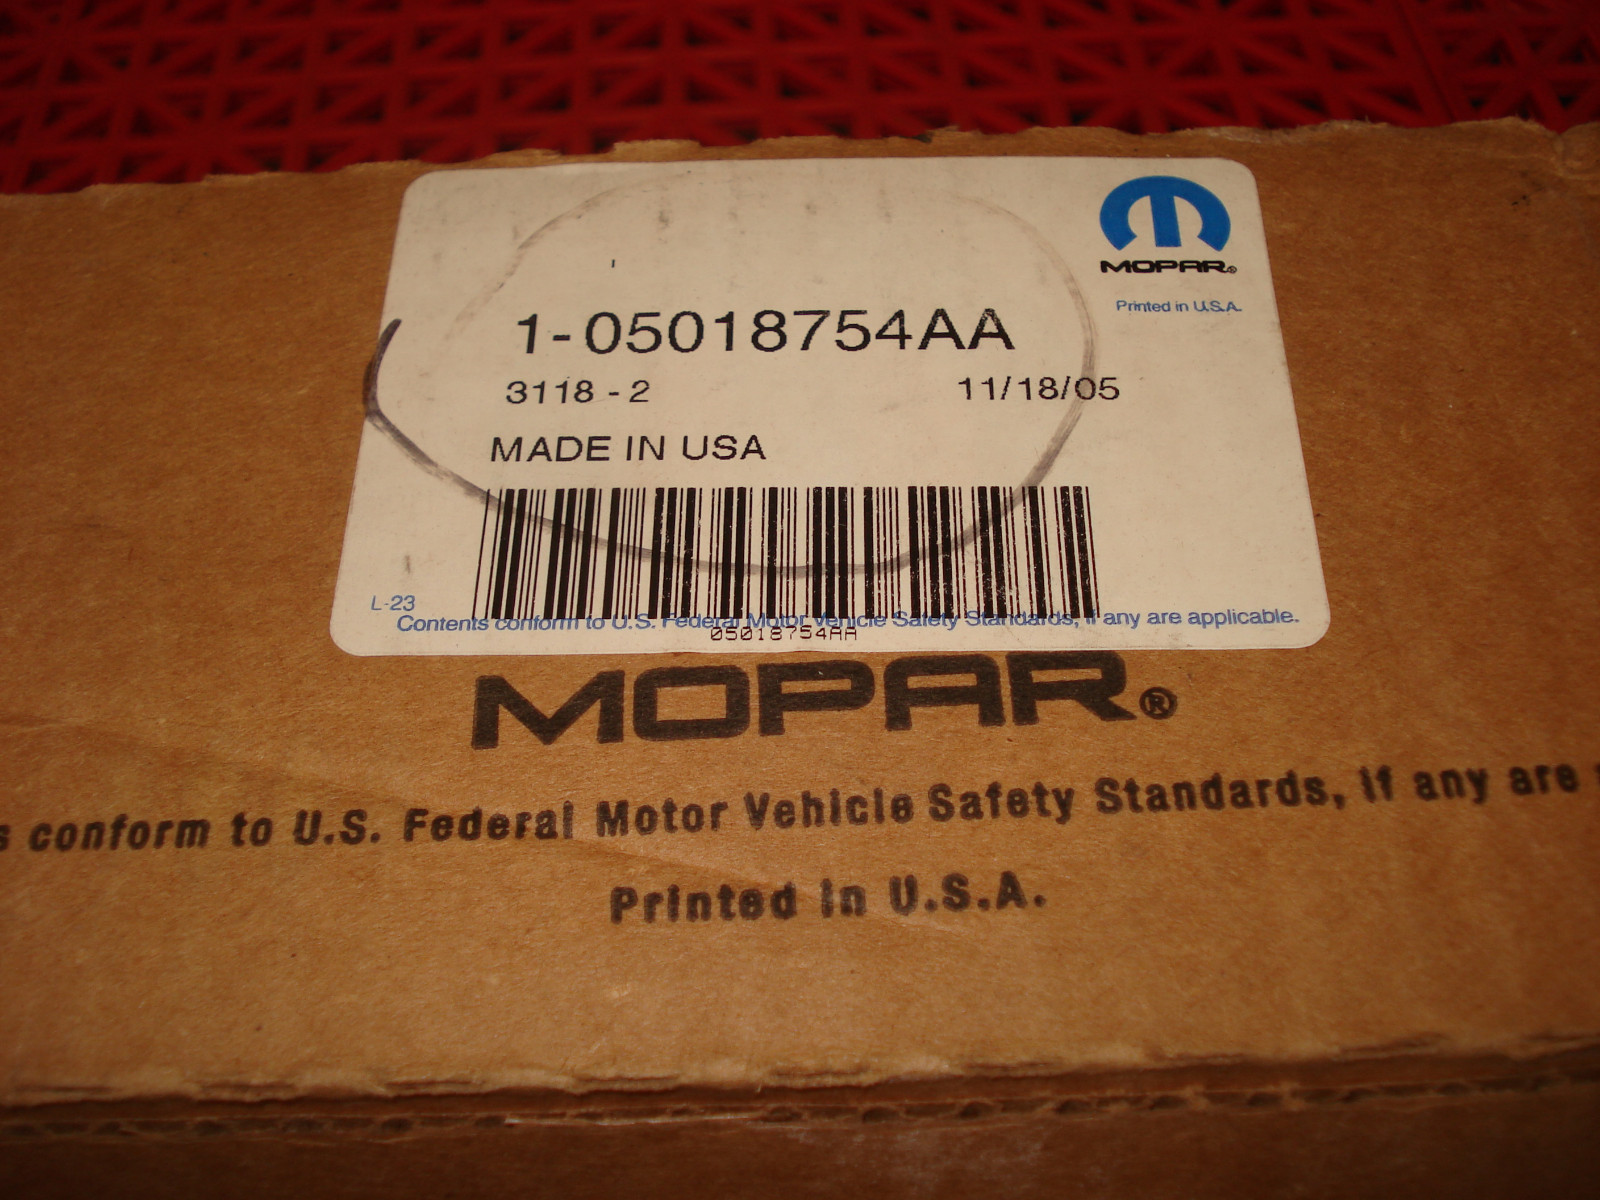 MOPAR®
Printed in U.S.A.
1-05018754AA
3118 - 2 11/18/05
MADE IN USA
L-23
Contents conform to U.S. Federal Motor Vehicle Safety Standards, if any are applicable.
05018754AA
MOPAR®
s conform to U.S. Federal Motor Vehicle Safety Standards, if any are
Printed in U.S.A.